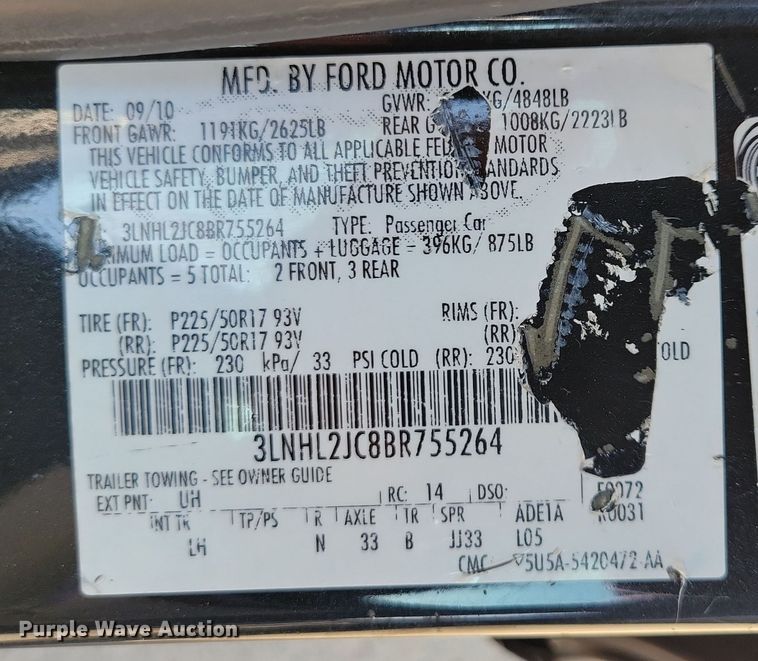 MFD. BY FORD MOTOR CO.
DATE: 09/10 GVWR: KG/4848LB
FRONT GAWR: 1191KG/2625LB REAR G 1008KG/2223LB
THIS VEHICLE CONFORMS TO ALL APPLICABLE FED MOTOR
VEHICLE SAFETY, BUMPER, AND THEFT PREVENTION ANDARDS
IN EFFECT ON THE DATE OF MANUFACTURE SHOWN ABOVE.
3LNHL2JC8BR755264 TYPE: Passenger Car
IMUM LOAD = OCCUPANTS + LUGGAGE = 396KG/ 875LB
OCCUPANTS = 5 TOTAL: 2 FRONT, 3 REAR
TIRE (FR): P225/50R17 93V RIMS (FR):
(RR): P225/50R17 93V (RR)
PRESSURE (FR): 230 kPa/ 33 PSI COLD (RR): 230 OLD
3LNHL2JC8BR755264
TRAILER TOWING - SEE OWNER GUIDE
EXT PNT: UH RC: 14 DSO:
INT TR TP/PS R AXLE TR SPR ADE1A R0031
LH N 33 B JJ33 L05
CMC 5U5A-5420472-AA
Purple Wave Auction